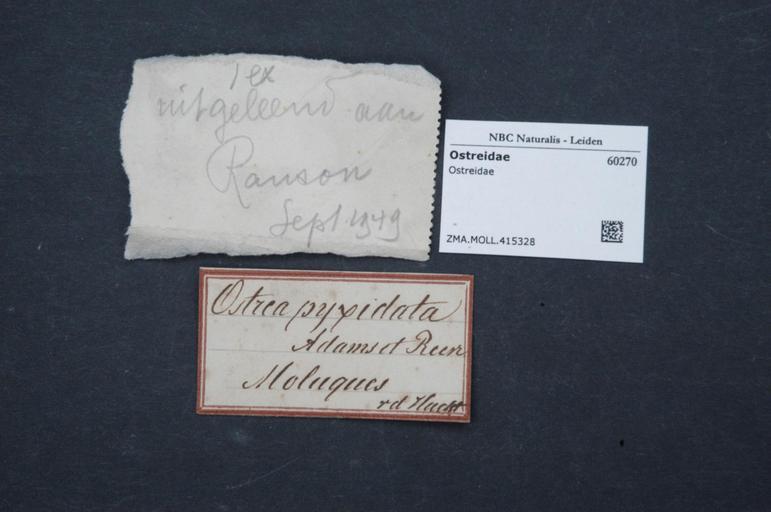 1 ex
uitgeleend aan
Ranson
Sept. 1949
NBC Naturalis - Leiden
Ostreidae 60270
Ostreidae
ZMA.MOLL.415328
Ostrea pyxidata
Adams et Reeve
Moluques